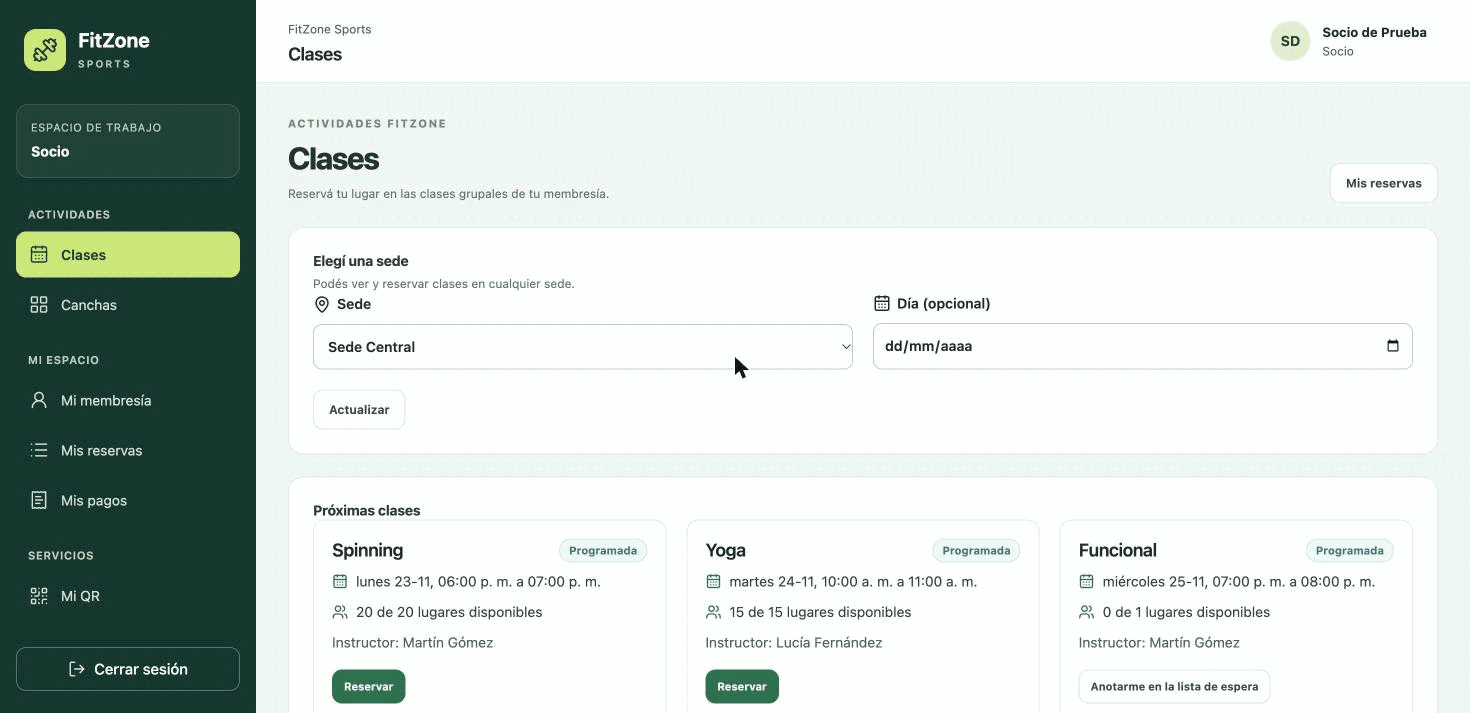 FitZone
SPORTS
ESPACIO DE TRABAJO
Socio
ACTIVIDADES
Clases
Canchas
MI ESPACIO
Mi membresía
Mis reservas
Mis pagos
SERVICIOS
Mi QR
Cerrar sesión
FitZone Sports
Clases
SD
Socio de Prueba
Socio
ACTIVIDADES FITZONE
Clases
Reservá tu lugar en las clases grupales de tu membresía.
Mis reservas
Elegí una sede
Podés ver y reservar clases en cualquier sede.
Sede
Sede Central
Día (opcional)
dd/mm/aaaa
Actualizar
Próximas clases
Spinning
Programada
lunes 23-11, 06:00 p. m. a 07:00 p. m.
20 de 20 lugares disponibles
Instructor: Martín Gómez
Reservar
Yoga
Programada
martes 24-11, 10:00 a. m. a 11:00 a. m.
15 de 15 lugares disponibles
Instructor: Lucía Fernández
Reservar
Funcional
Programada
miércoles 25-11, 07:00 p. m. a 08:00 p. m.
0 de 1 lugares disponibles
Instructor: Martín Gómez
Anotarme en la lista de espera